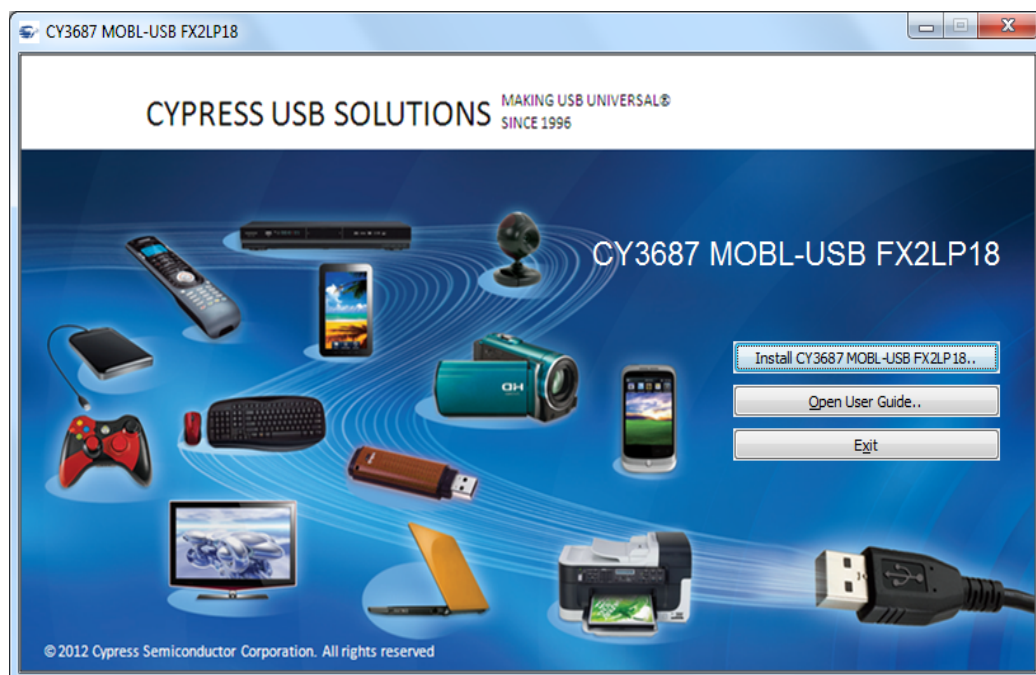 CY3687 MOBL-USB FX2LP18
CYPRESS USB SOLUTIONS
MAKING USB UNIVERSAL®
SINCE 1996
CY3687 MOBL-USB FX2LP18
Install CY3687 MOBL-USB FX2LP18..
Open User Guide..
Exit
© 2012 Cypress Semiconductor Corporation. All rights reserved